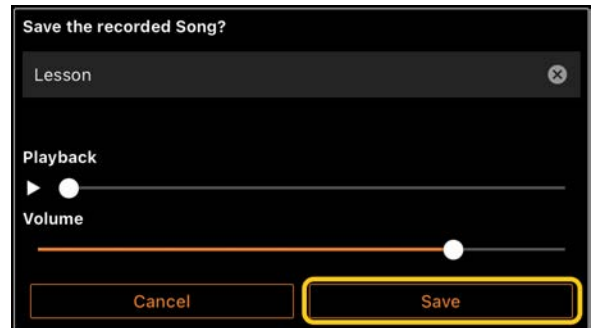 Save the recorded Song?
Lesson
Playback
Volume
Cancel Save